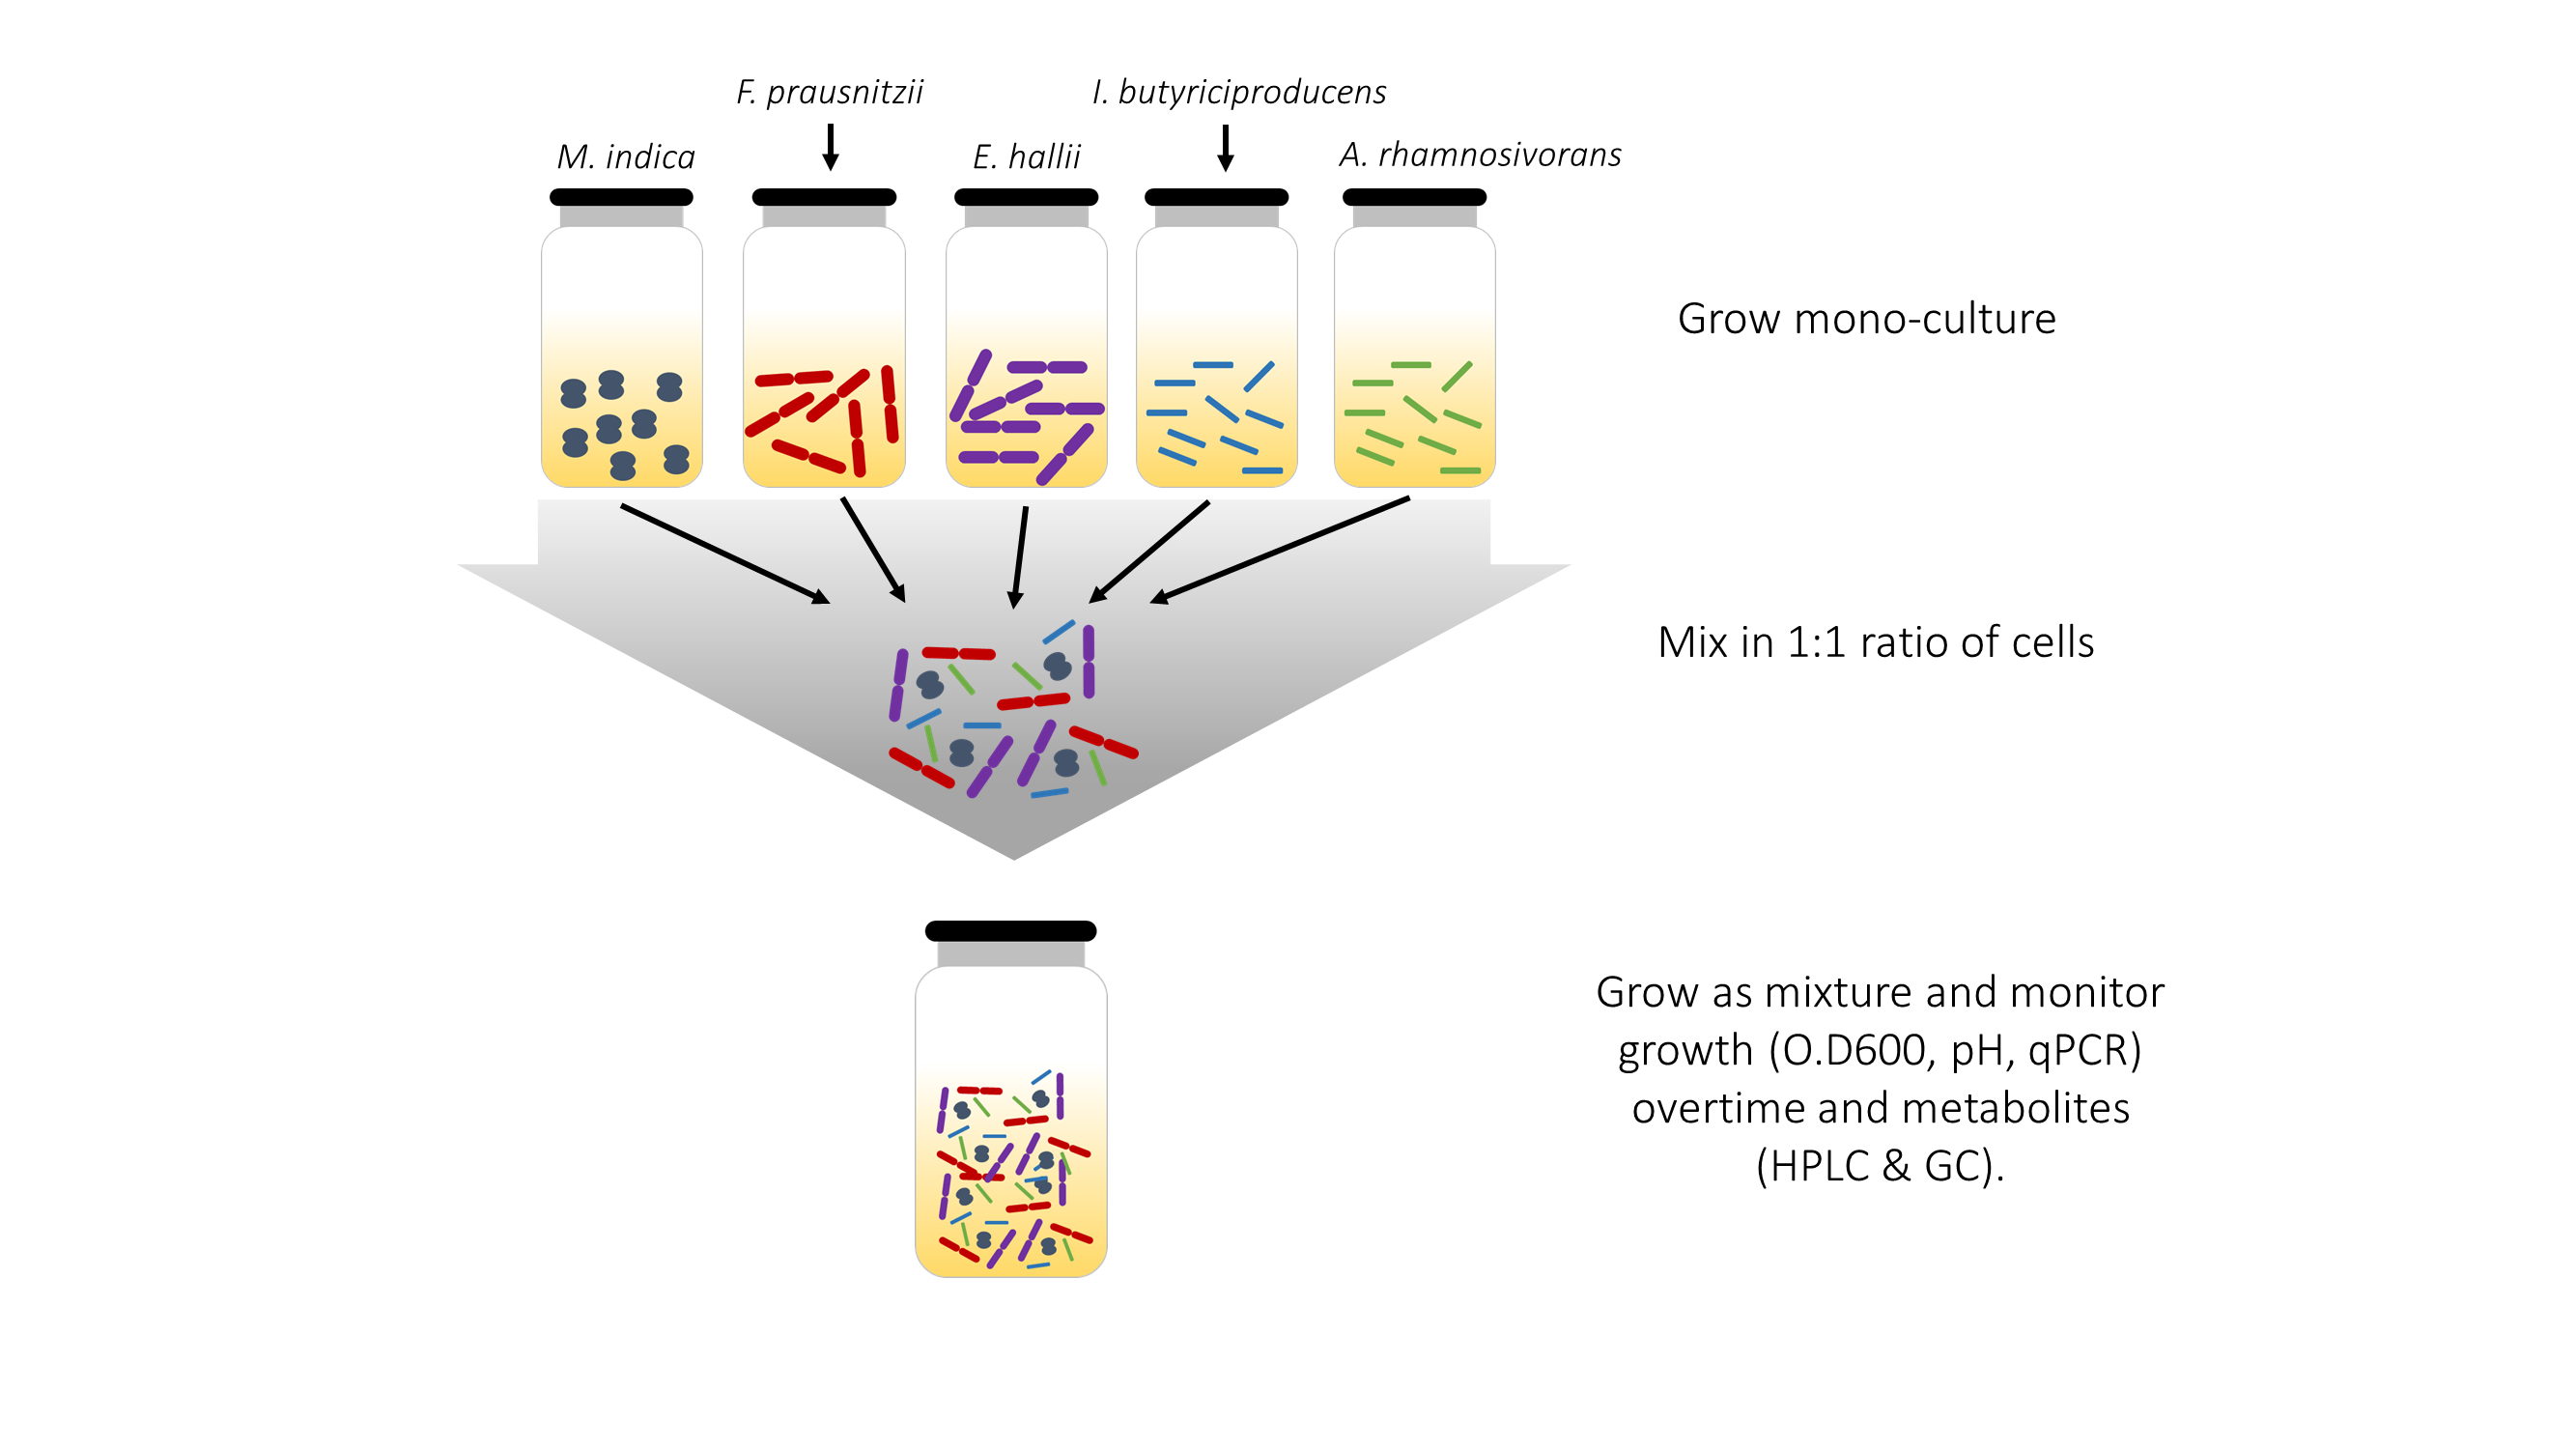 F. prausnitzii
I. butyriciproducens
M. indica
E. hallii
A. rhamnosivorans
Grow mono-culture
Mix in 1:1 ratio of cells
Grow as mixture and monitor
growth (O.D600, pH, qPCR)
overtime and metabolites
(HPLC & GC).